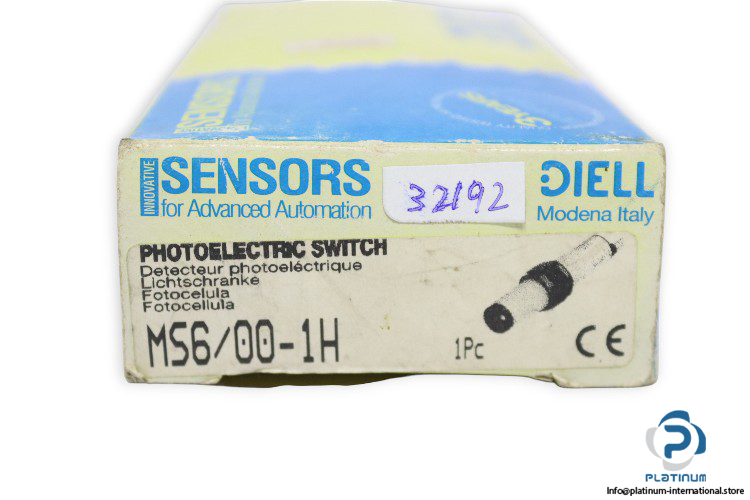 SENSORS
INNOVATIVE
SENSORS
for Advanced Automation
32192
DIELL
Modena Italy
PHOTOELECTRIC SWITCH
Detecteur photoeléctrique
Lichtschranke
Fotocelula
Fotocellula
MS6/00-1H
1Pc
CE
PLATINUM
Info@platinum-international.store